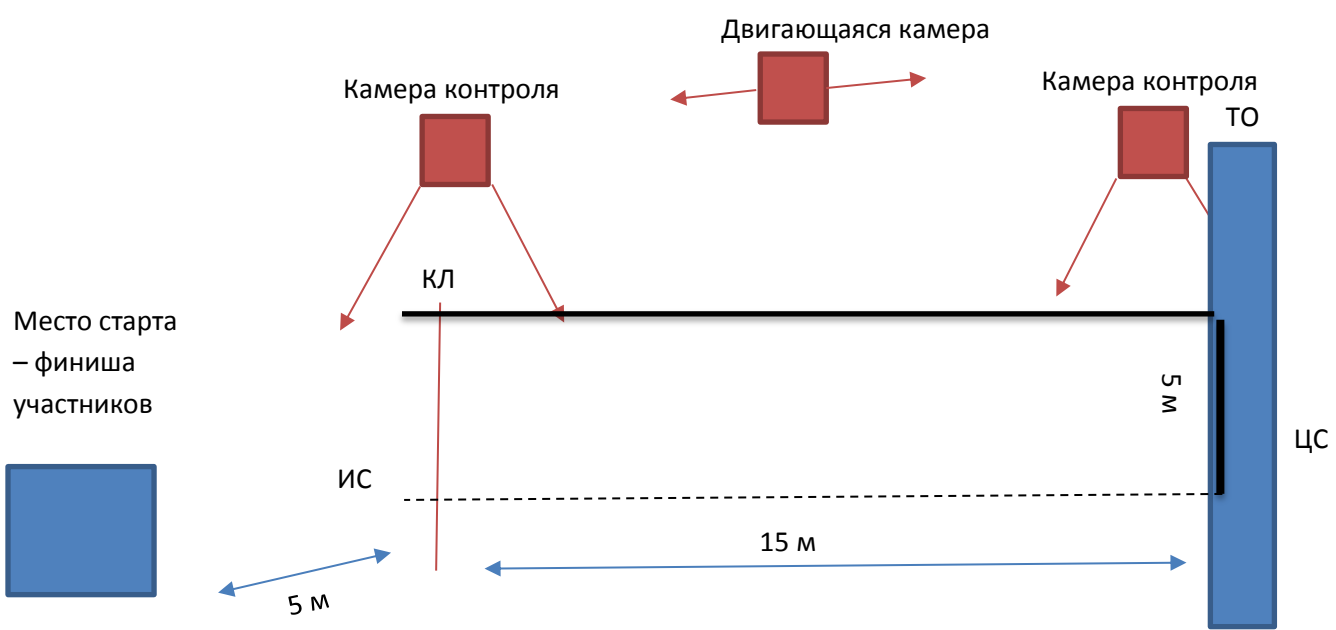 Двигающаяся камера
Камера контроля
Камера контроля
ТО
КЛ
Место старта
– финиша
участников
5 м
ЦС
ИС
15 м
5 м